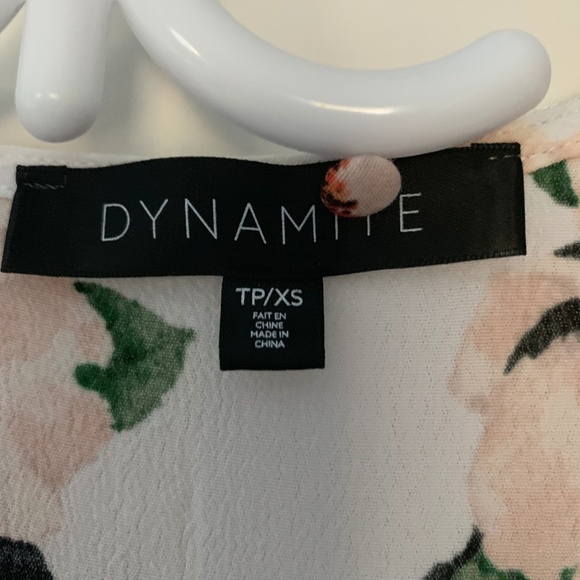 DYNAMITE
TP/XS
FAIT EN
CHINE
MADE IN
CHINA